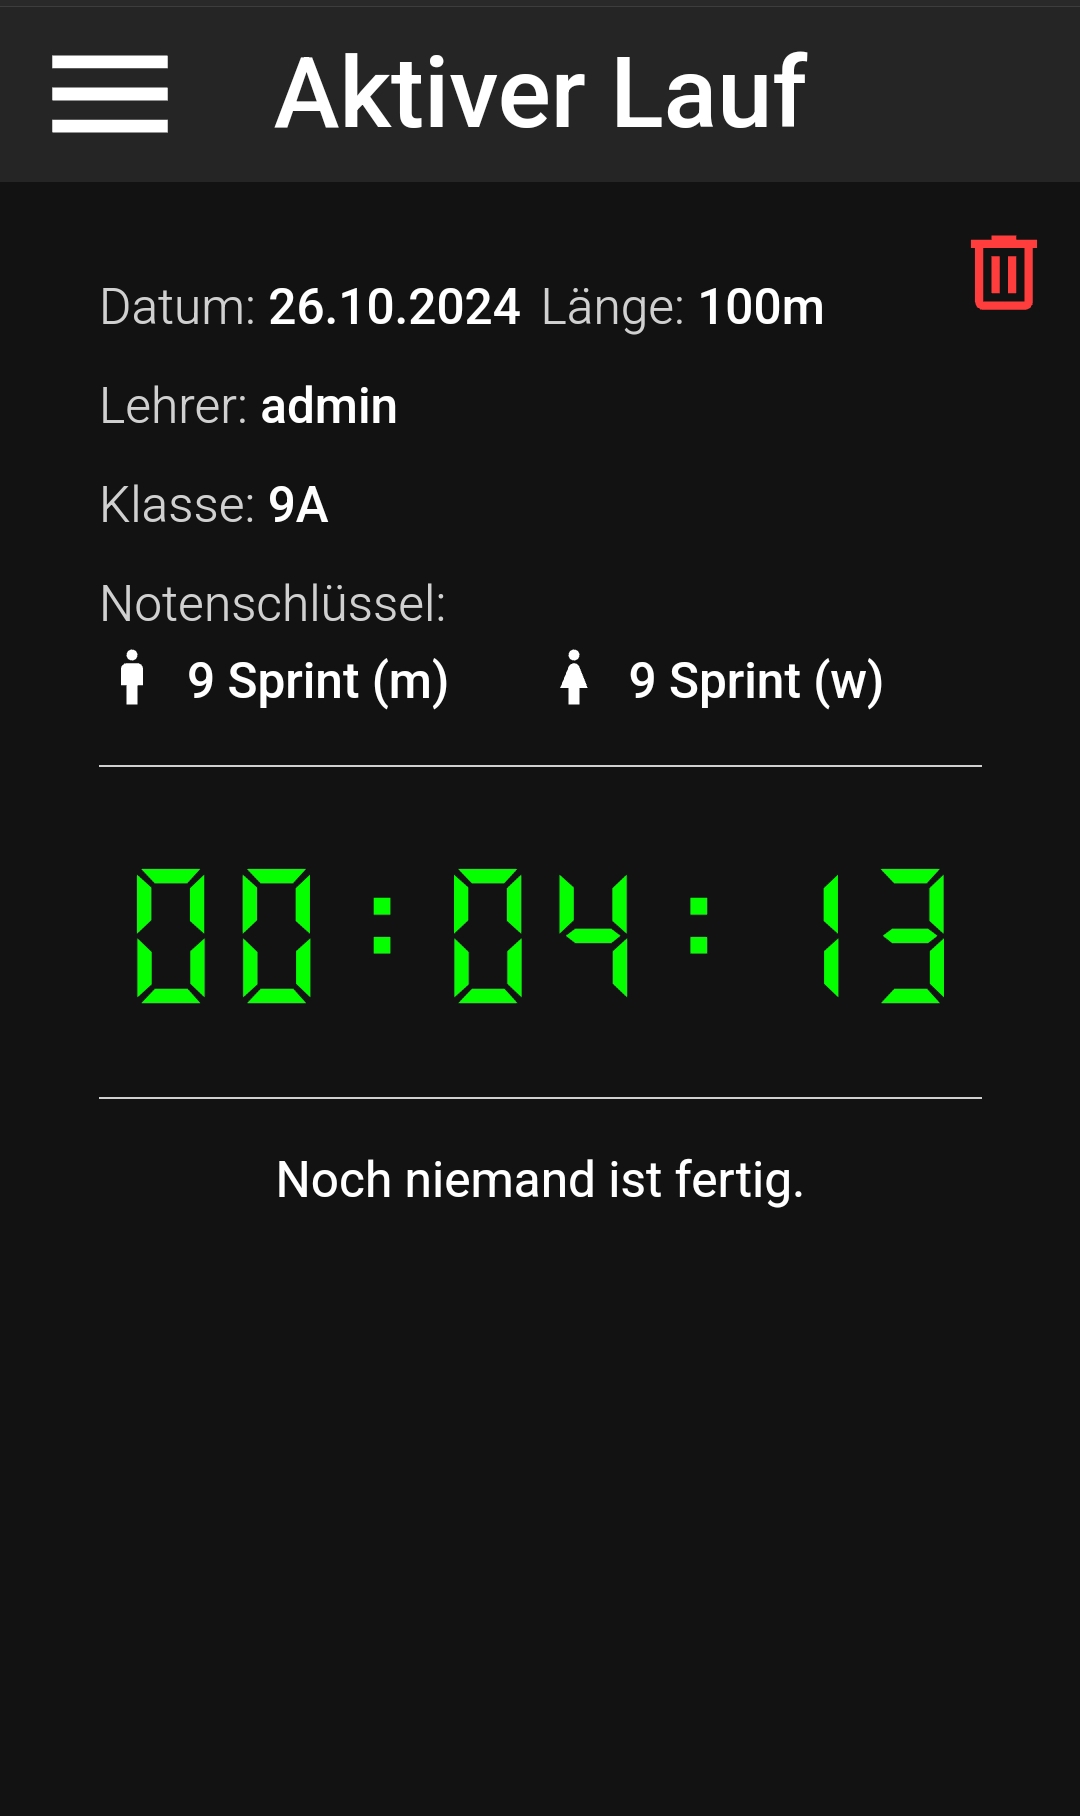 Aktiver Lauf
Datum: 26.10.2024 Länge: 100m
Lehrer: admin
Klasse: 9A
Notenschlüssel:
9 Sprint (m) 9 Sprint (w)
00:04:13
Noch niemand ist fertig.